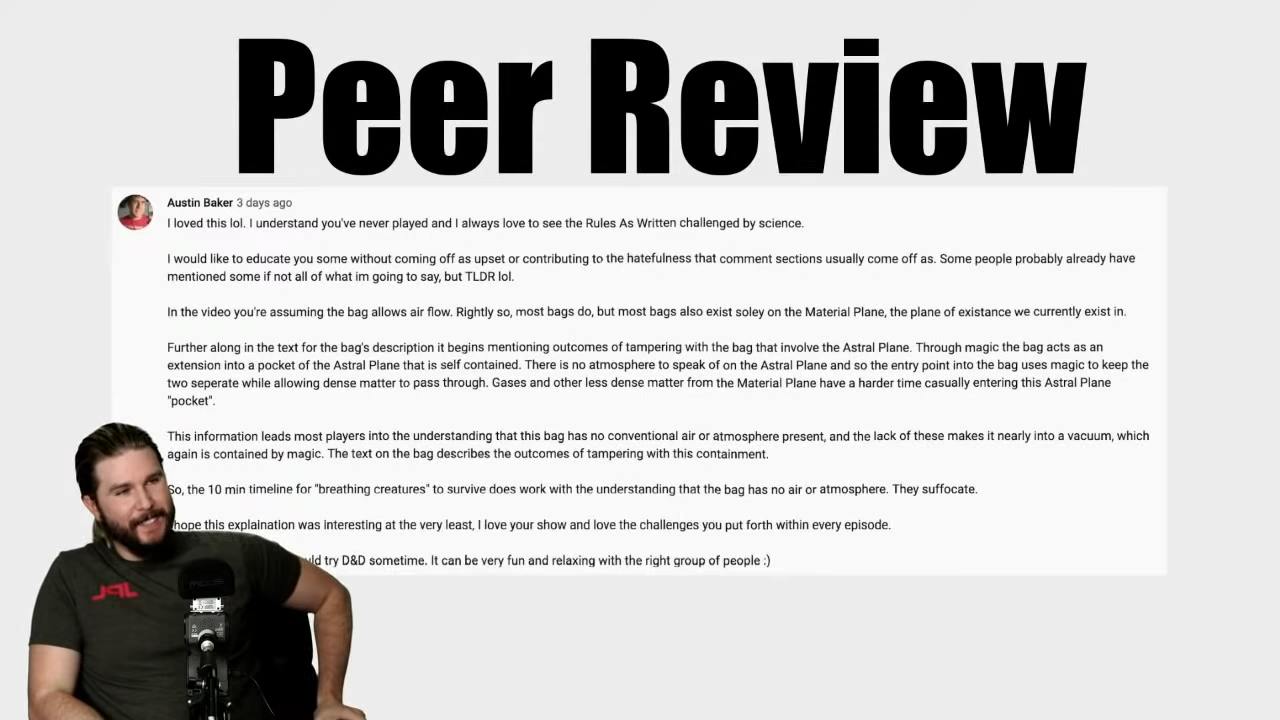 Peer Review
Austin Baker 3 days ago
I loved this lol. I understand you've never played and I always love to see the Rules As Written challenged by science.
I would like to educate you some without coming off as upset or contributing to the hatefulness that comment sections usually come off as. Some people probably already have
mentioned some if not all of what im going to say, but TLDR lol.
In the video you're assuming the bag allows air flow. Rightly so, most bags do, but most bags also exist soley on the Material Plane, the plane of existance we currently exist in.
Further along in the text for the bag's description it begins mentioning outcomes of tampering with the bag that involve the Astral Plane. Through magic the bag acts as an
extension into a pocket of the Astral Plane that is self contained. There is no atmosphere to speak of on the Astral Plane and so the entry point into the bag uses magic to keep the
two seperate while allowing dense matter to pass through. Gases and other less dense matter from the Material Plane have a harder time casually entering this Astral Plane
"pocket".
This information leads most players into the understanding that this bag has no conventional air or atmosphere present, and the lack of these makes it nearly into a vacuum, which
again is contained by magic. The text on the bag describes the outcomes of tampering with this containment.
So, the 10 min timeline for "breathing creatures" to survive does work with the understanding that the bag has no air or atmosphere. They suffocate.
hope this explaination was interesting at the very least, I love your show and love the challenges you put forth within every episode.
try D&D sometime. It can be very fun and relaxing with the right group of people :)
JPL